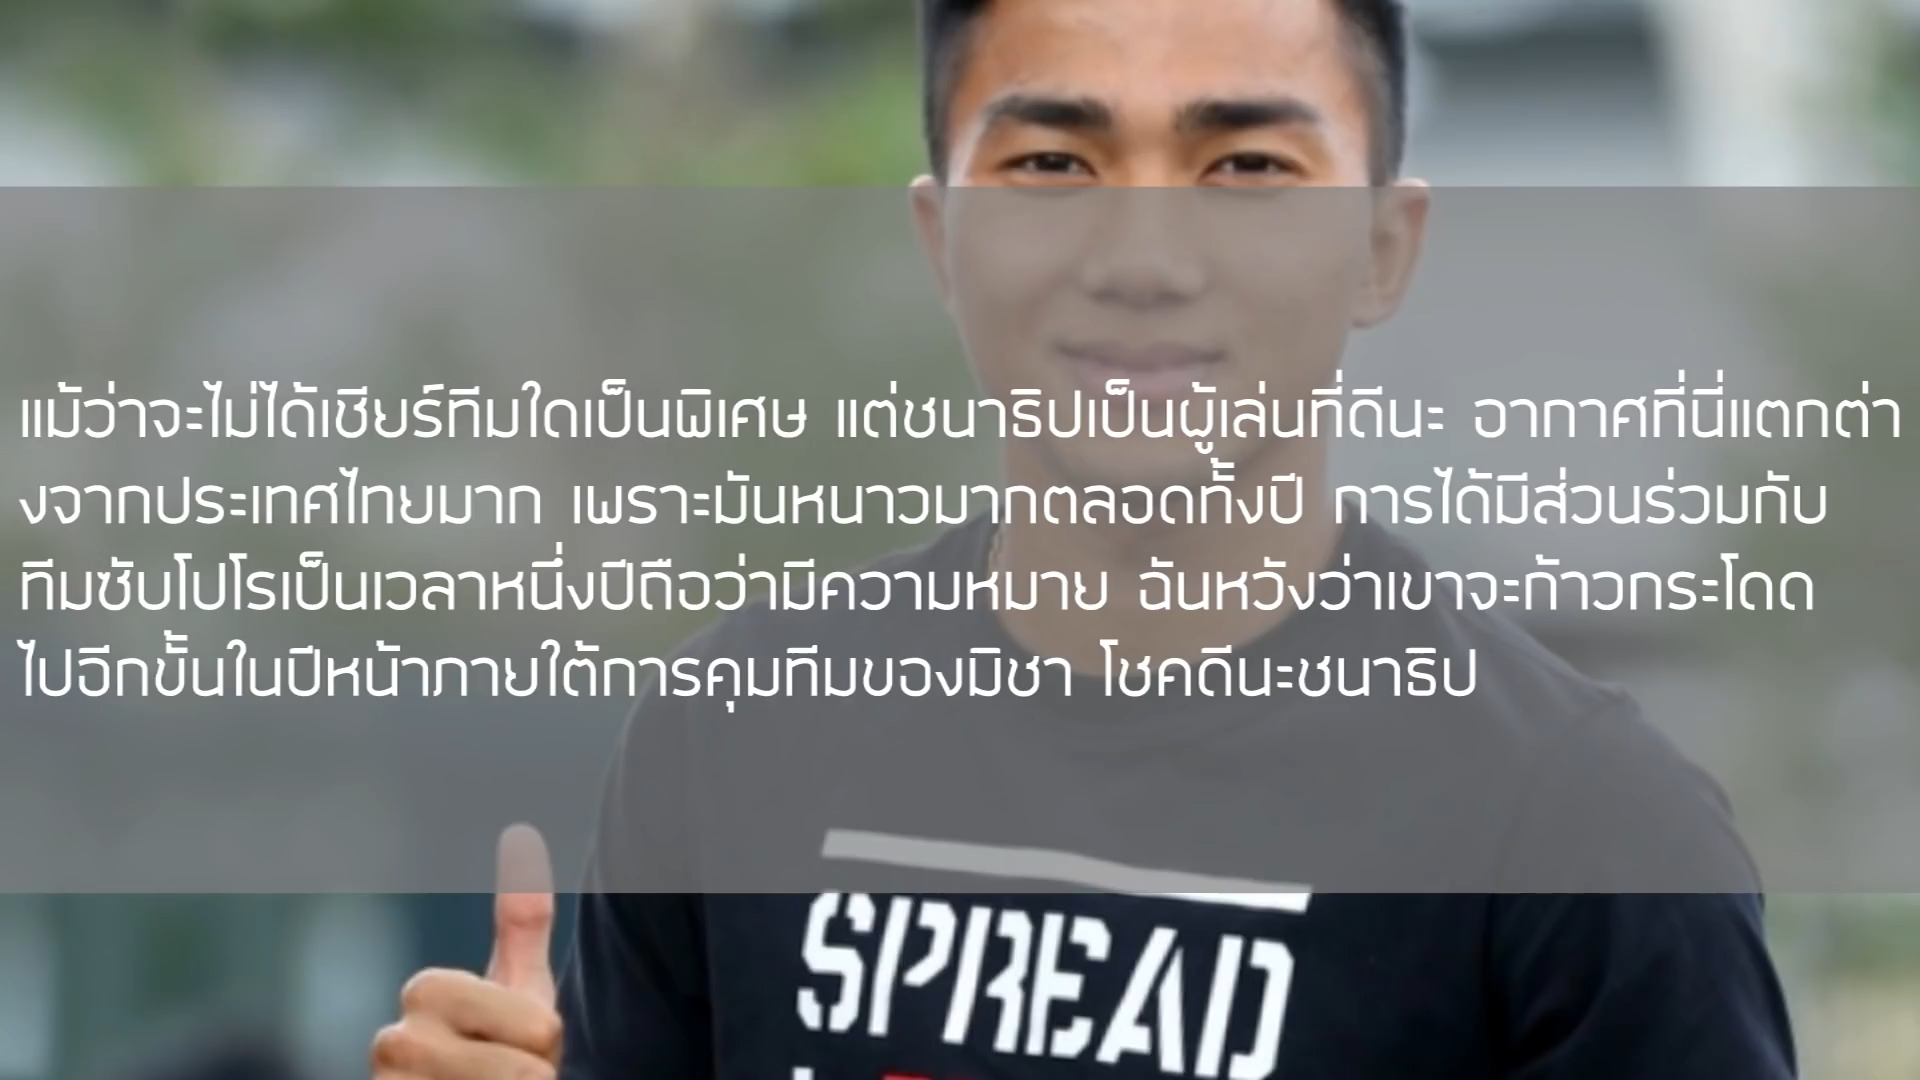 แม้ว่าจะไม่ได้เชียร์ทีมใดเป็นพิเศษ แต่ชนาธิปเป็นผู้เล่นที่ดีนะ อากาศที่นี่แตกต่า
งจากประเทศไทยมาก เพราะมันหนาวมากตลอดทั้งปี การได้มีส่วนร่วมกับ
ทีมซัปโปโรเป็นเวลาหนึ่งปีถือว่ามีความหมาย ฉันหวังว่าเขาจะก้าวกระโดด
ไปอีกขั้นในปีหน้าภายใต้การคุมทีมของมิชา โชคดีนะชนาธิป
SPREAD